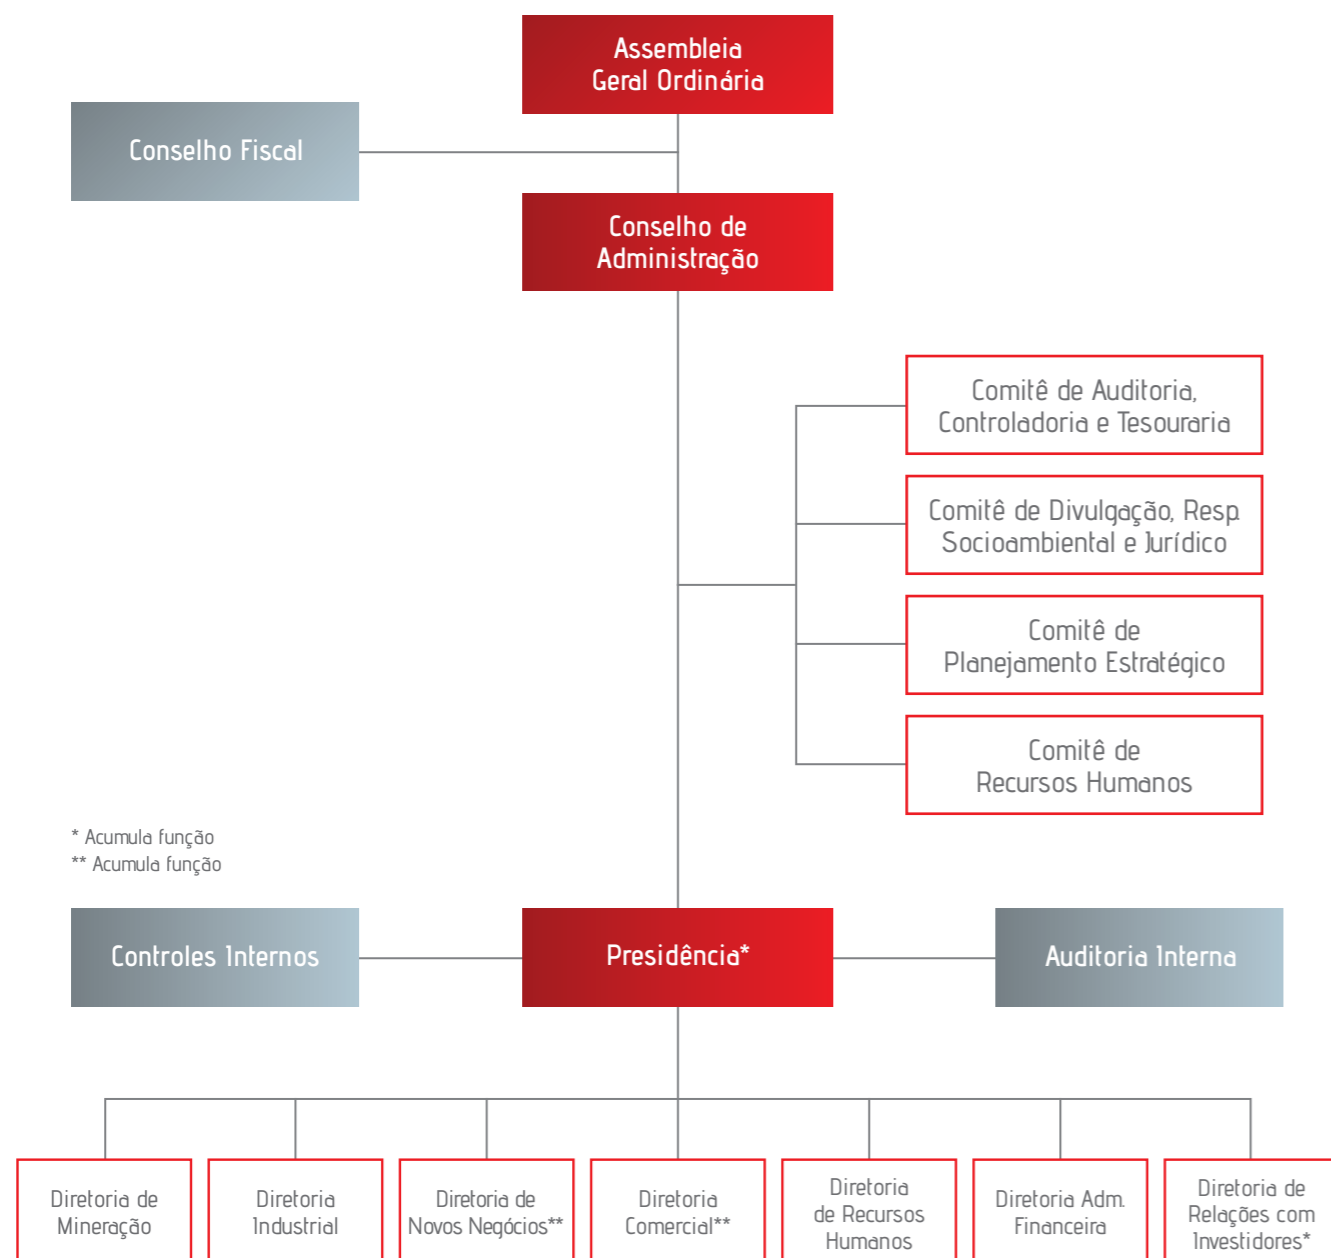 Assembleia
Geral Ordinária
Conselho Fiscal
Conselho de
Administração
Comitê de Auditoria,
Controladoria e Tesouraria
Comitê de Divulgação, Resp.
Socioambiental e Jurídico
Comitê de
Planejamento Estratégico
Comitê de
Recursos Humanos
* Acumula função
** Acumula função
Controles Internos
Presidência*
Auditoria Interna
Diretoria de
Mineração
Diretoria
Industrial
Diretoria de
Novos Negócios**
Diretoria
Comercial**
Diretoria
de Recursos
Humanos
Diretoria Adm.
Financeira
Diretoria de
Relações com
Investidores*